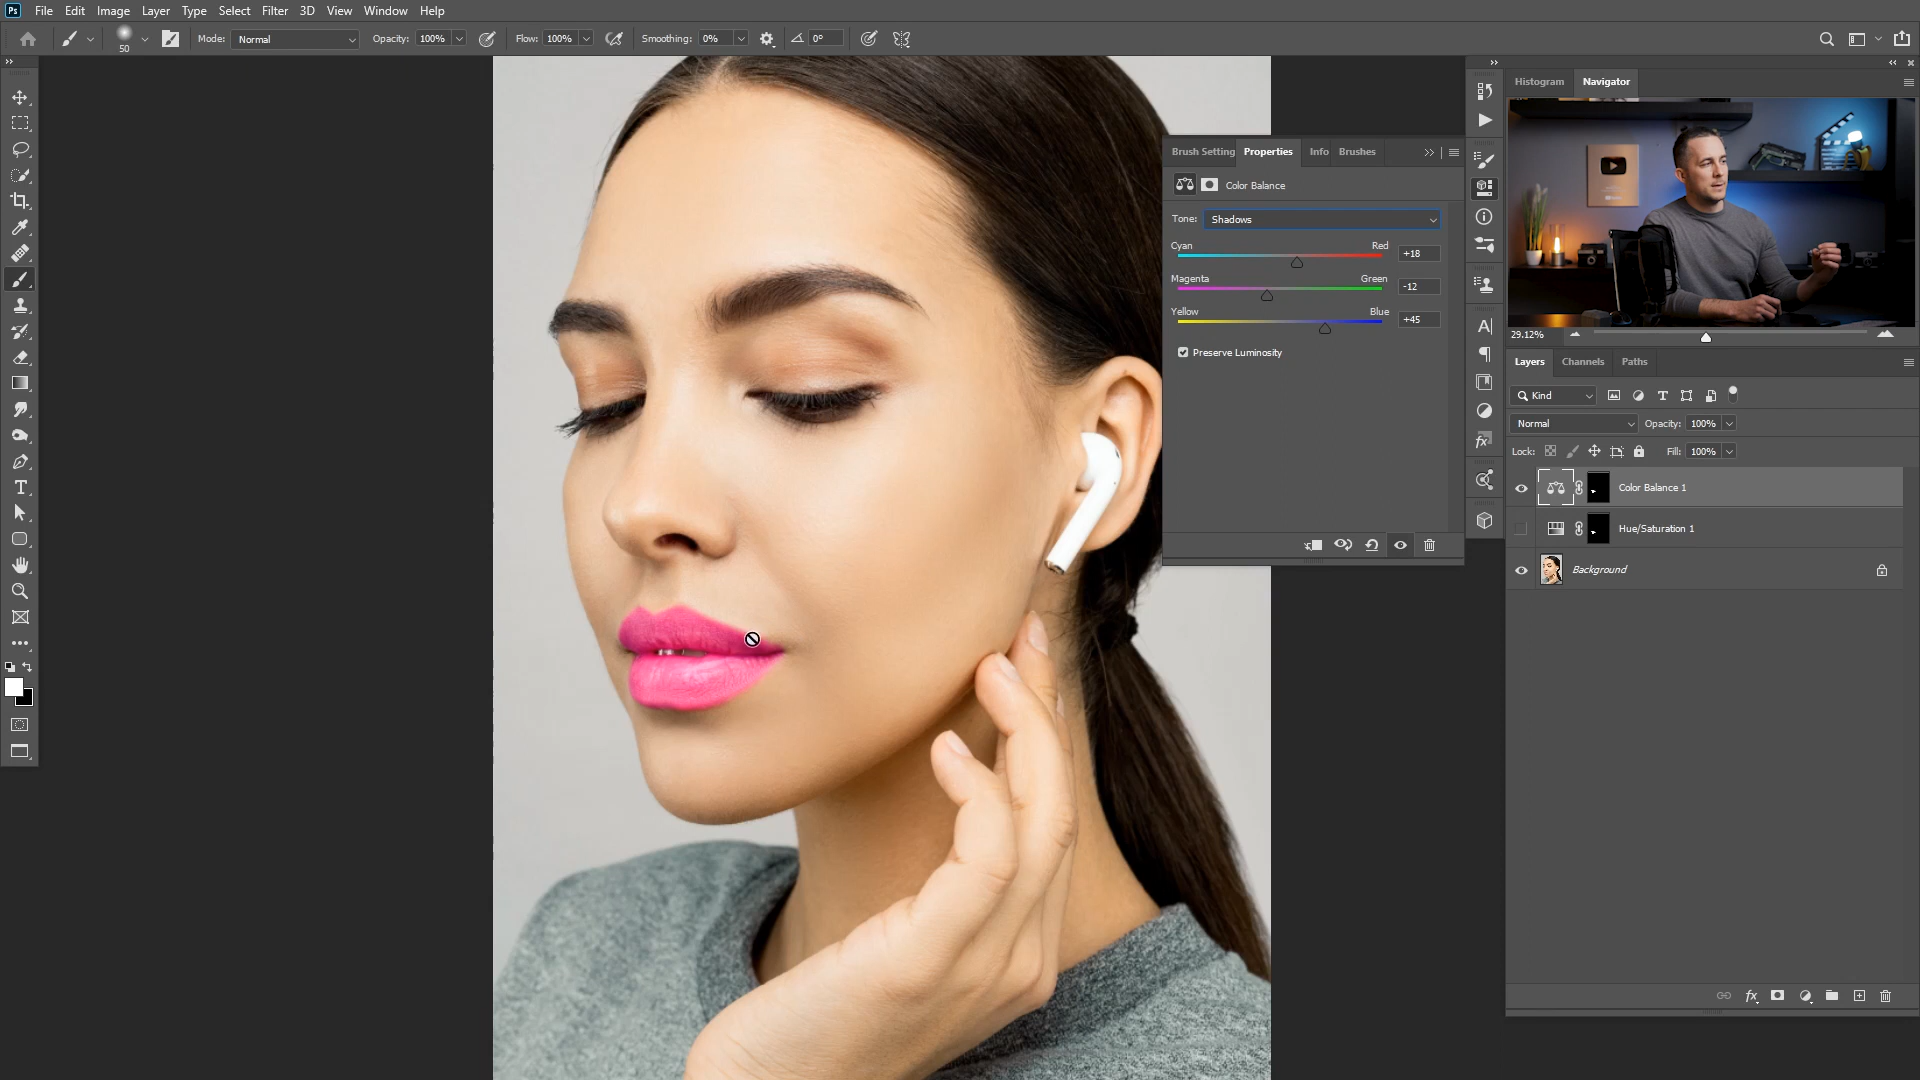 Ps File Edit Image Layer Type Select Filter 3D View Window Help
50 Mode: Normal Opacity: 100% Flow: 100% Smoothing: 0% 0°
Histogram Navigator
Brush Setting Properties Info Brushes
Color Balance
Tone: Shadows
Cyan Red +18
Magenta Green -12
Yellow Blue +45
Preserve Luminosity
29.12%
Layers Channels Paths
Kind
Normal Opacity: 100%
Lock: Fill: 100%
Color Balance 1
Hue/Saturation 1
Background